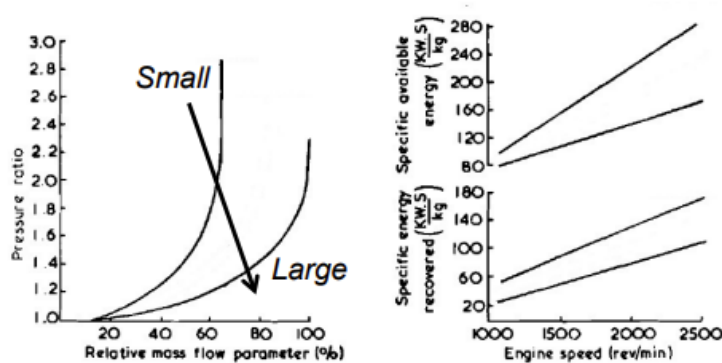 3.0
2.8
2.6
2.4
2.2
2.0
1.8
1.6
1.4
1.2
1.0
Pressure ratio
Small
Large
20 40 60 80 100
Relative mass flow parameter (%)
Specific available
energy (KW.S/kg)
280
240
200
160
120
80
Specific energy
recovered (KW.S/kg)
180
140
100
60
20
1000 1500 2000 2500
Engine speed (rev/min)